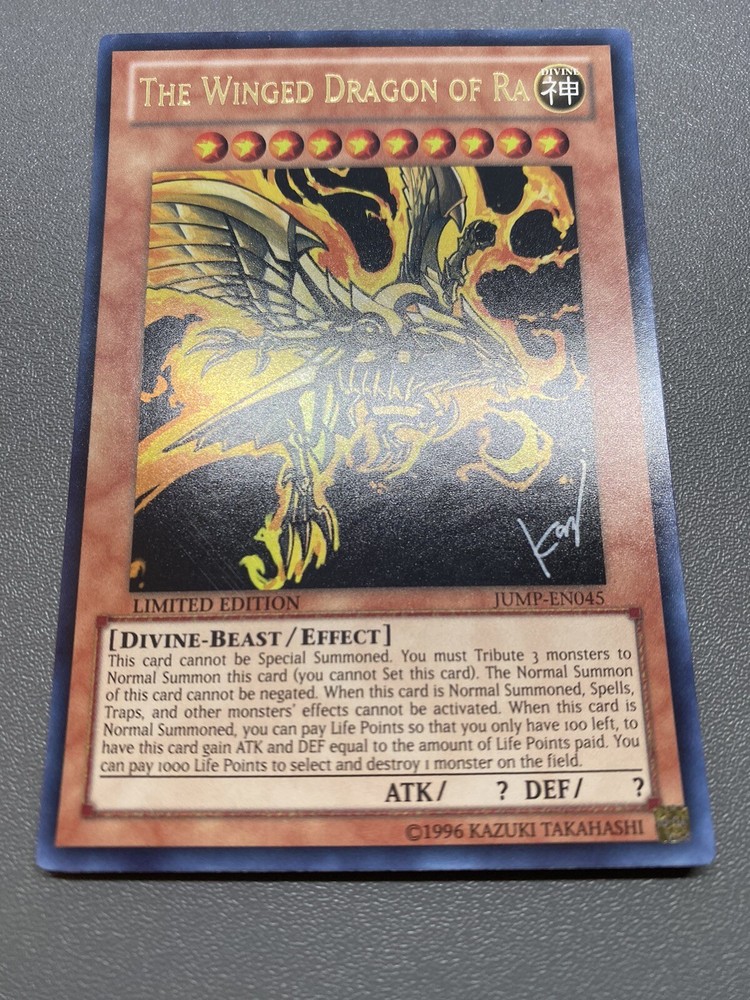 THE WINGED DRAGON OF RA
DIVINE
神
LIMITED EDITION JUMP-EN045
[DIVINE-BEAST/EFFECT]
This card cannot be Special Summoned. You must Tribute 3 monsters to
Normal Summon this card (you cannot Set this card). The Normal Summon
of this card cannot be negated. When this card is Normal Summoned, Spells,
Traps, and other monsters' effects cannot be activated. When this card is
Normal Summoned, you can pay Life Points so that you only have 100 left, to
have this card gain ATK and DEF equal to the amount of Life Points paid. You
can pay 1000 Life Points to select and destroy 1 monster on the field.
ATK/ ? DEF/ ?
©1996 KAZUKI TAKAHASHI